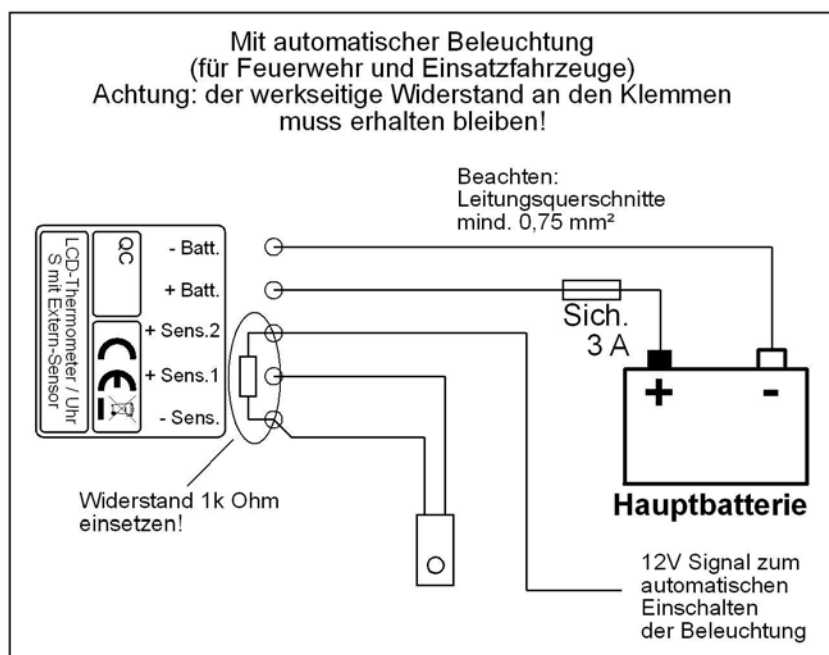 Mit automatischer Beleuchtung
(für Feuerwehr und Einsatzfahrzeuge)
Achtung: der werkseitige Widerstand an den Klemmen
muss erhalten bleiben!
Beachten:
Leitungsquerschnitte
mind. 0,75 mm²
LCD-Thermometer / Uhr
S mit Extern-Sensor
QC
CE
- Batt.
+ Batt.
+ Sens.2
+ Sens.1
- Sens.
Sich.
3 A
+
-
Hauptbatterie
Widerstand 1k Ohm
einsetzen!
12V Signal zum
automatischen
Einschalten
der Beleuchtung